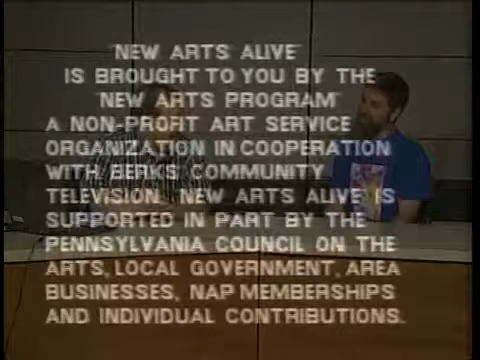 "NEW ARTS ALIVE"
IS BROUGHT TO YOU BY THE
"NEW ARTS PROGRAM"
A NON-PROFIT ART SERVICE
ORGANIZATION IN COOPERATION
WITH BERKS COMMUNITY
TELEVISION. NEW ARTS ALIVE IS
SUPPORTED IN PART BY THE
PENNSYLVANIA COUNCIL ON THE
ARTS, LOCAL GOVERNMENT, AREA
BUSINESSES, NAP MEMBERSHIPS
AND INDIVIDUAL CONTRIBUTIONS.